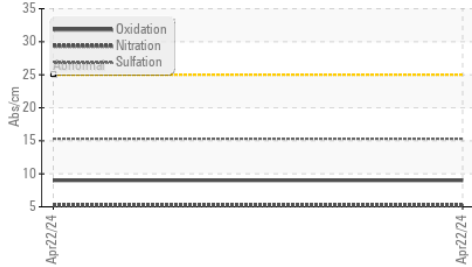 35
Oxidation
Nitration
Sulfation
30
Abnormal
25
20
15
10
5
Abs/cm
Apr22/24
Apr22/24